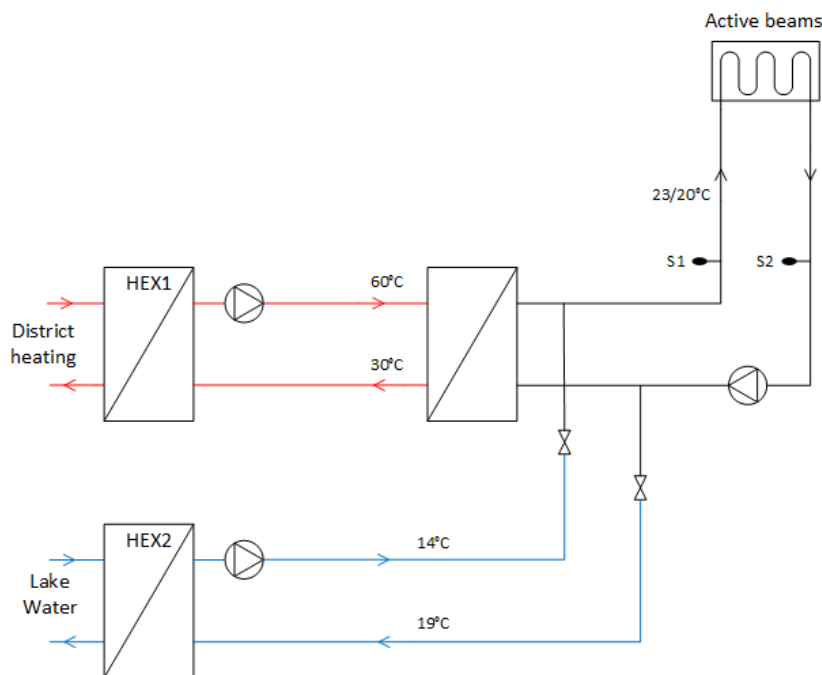 Active beams
23/20°C
S1
S2
HEX1
60°C
District
heating
30°C
HEX2
14°C
Lake
Water
19°C